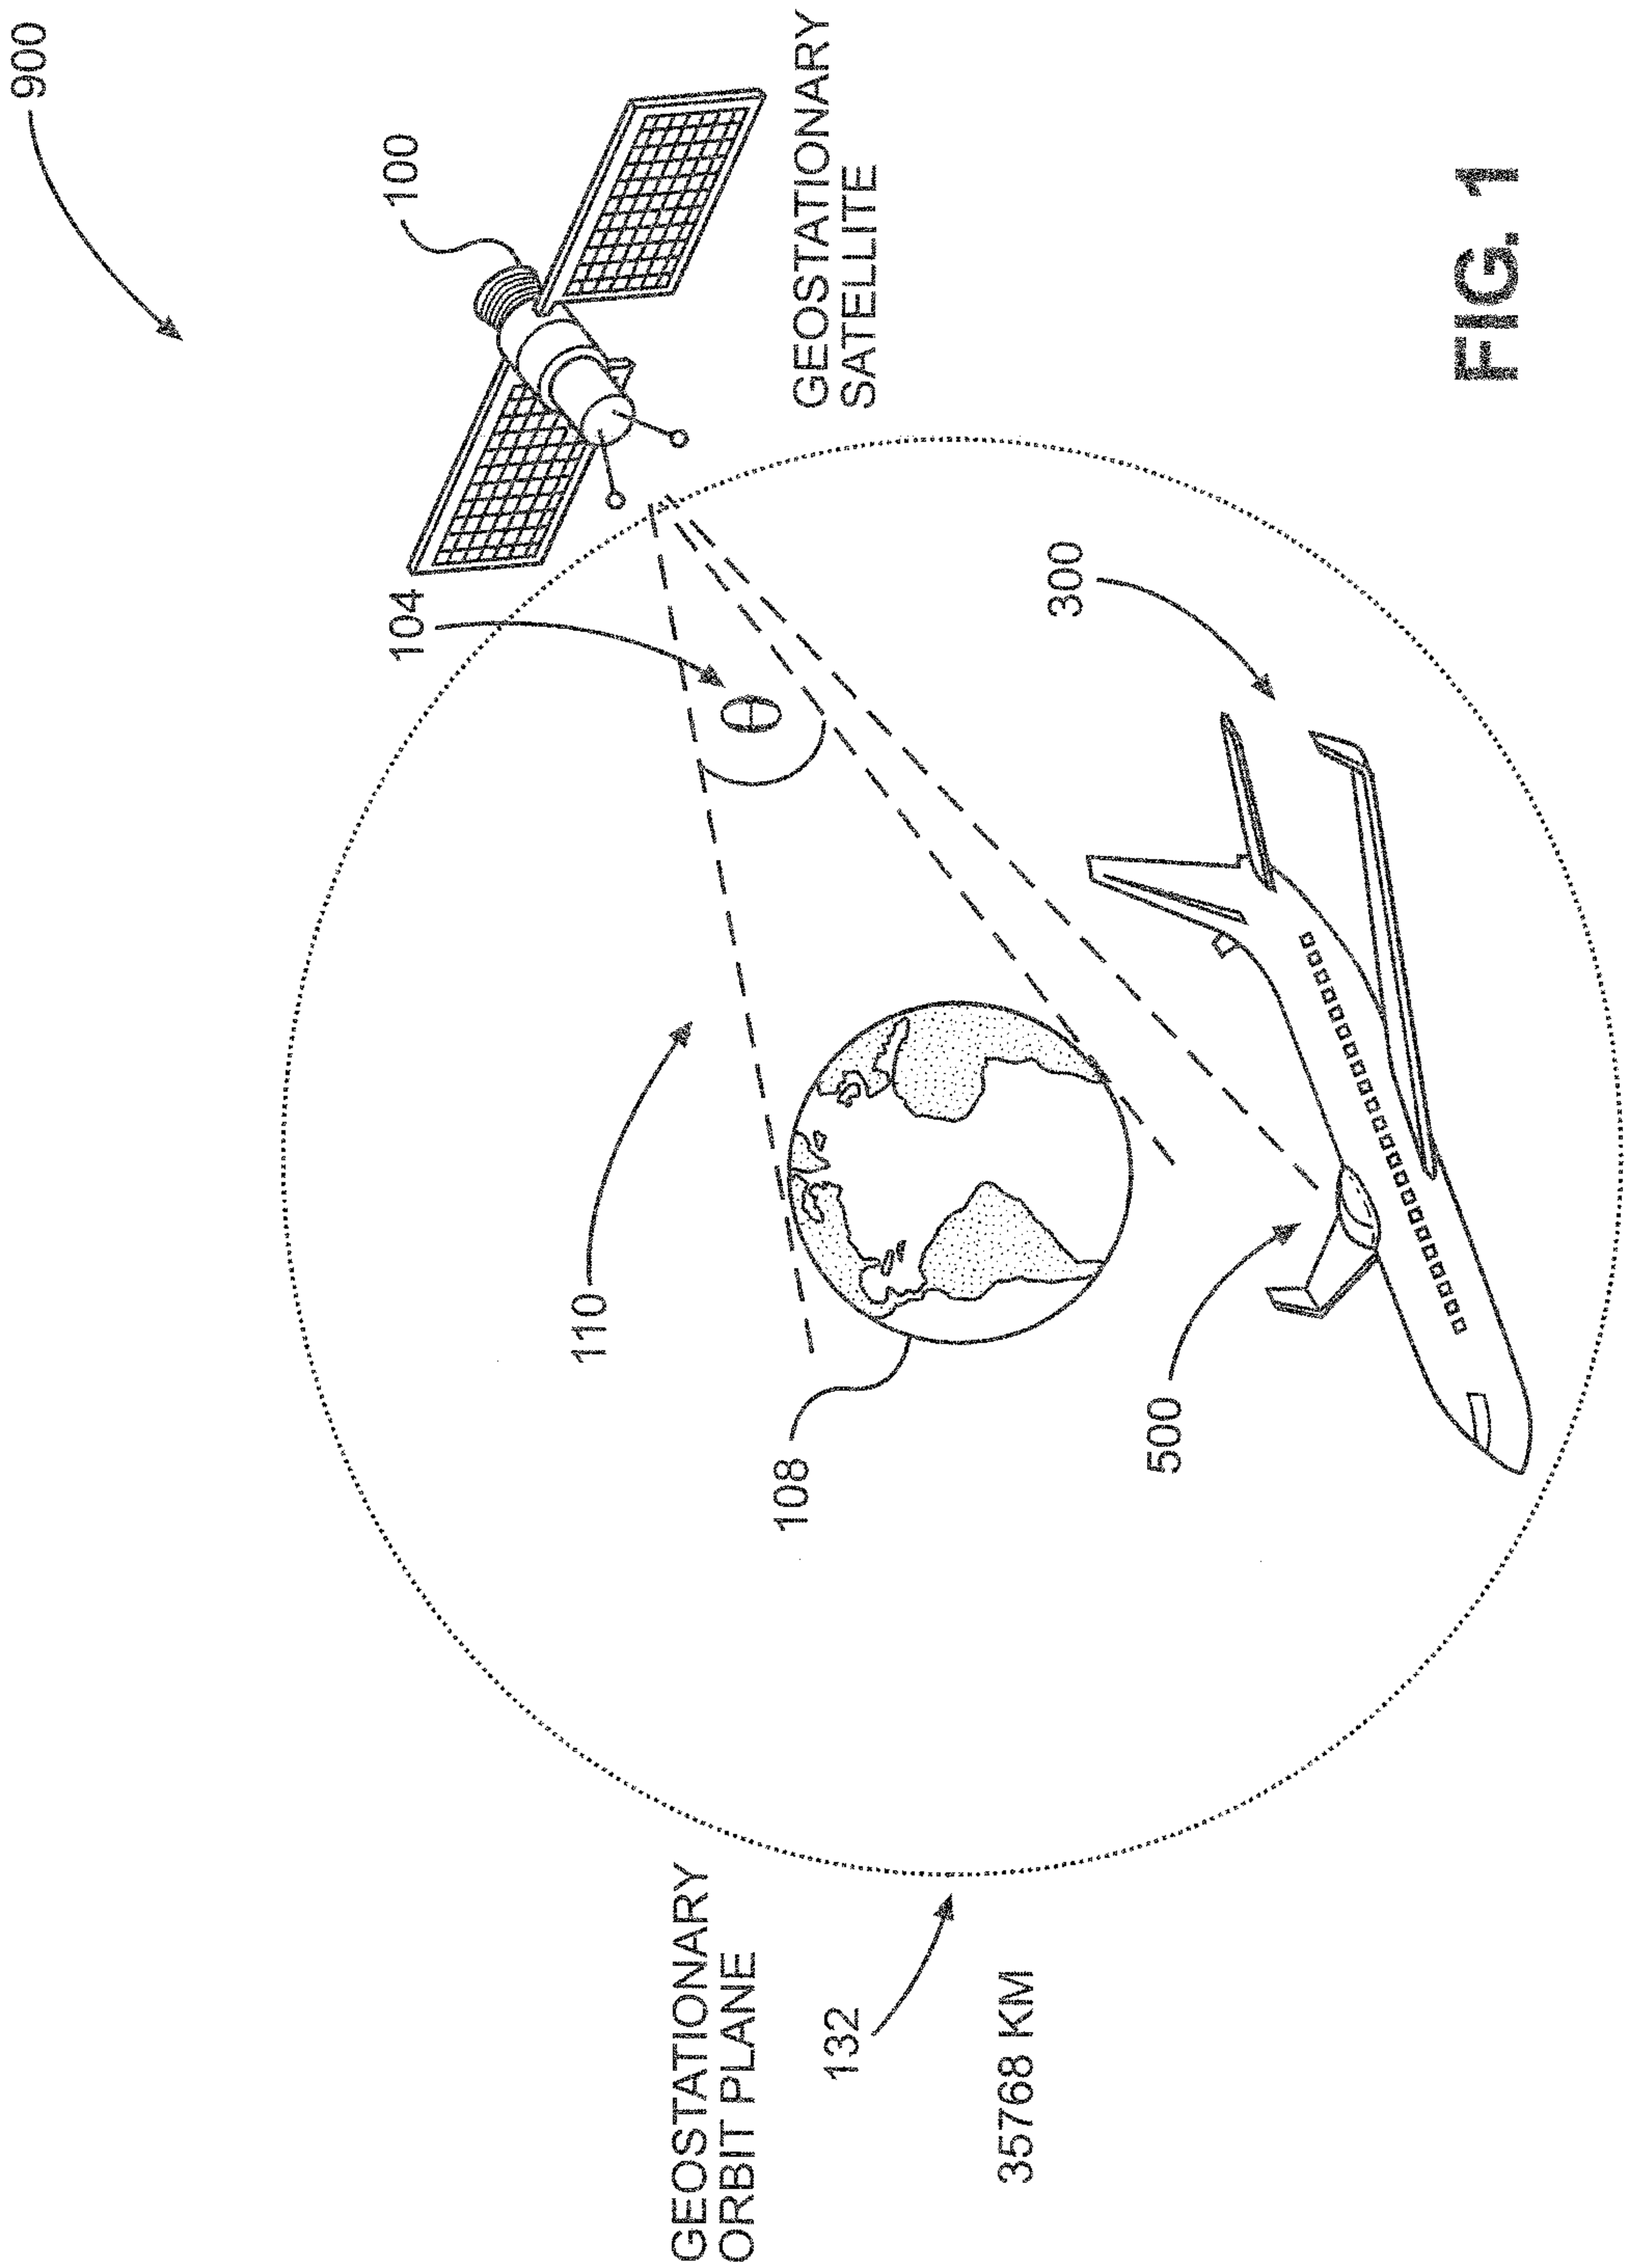 900
100
GEOSTATIONARY
SATELLITE
104
θ
110
300
108
500
GEOSTATIONARY
ORBIT PLANE
132
35768 KM
FIG. 1